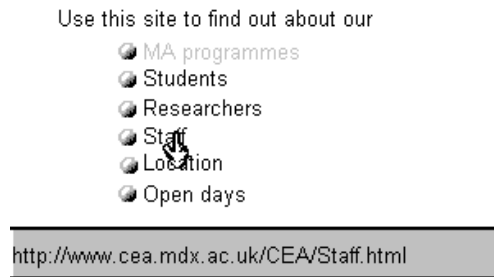 Use this site to find out about our
MA programmes
Students
Researchers
Staff
Location
Open days
http://www.cea.mdx.ac.uk/CEA/Staff.html